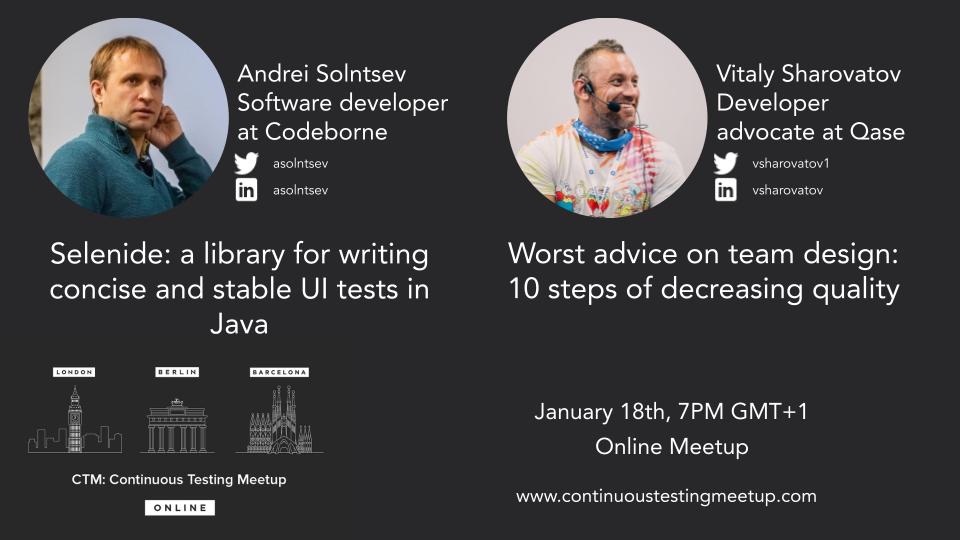 Andrei Solntsev
Software developer
at Codeborne
asolntsev
in
asolntsev
Vitaly Sharovatov
Developer
advocate at Qase
vsharovatov1
in
vsharovatov
Selenide: a library for writing
concise and stable UI tests in
Java
Worst advice on team design:
10 steps of decreasing quality
LONDON
BERLIN
BARCELONA
CTM: Continuous Testing Meetup
ONLINE
January 18th, 7PM GMT+1
Online Meetup
www.continuoustestingmeetup.com